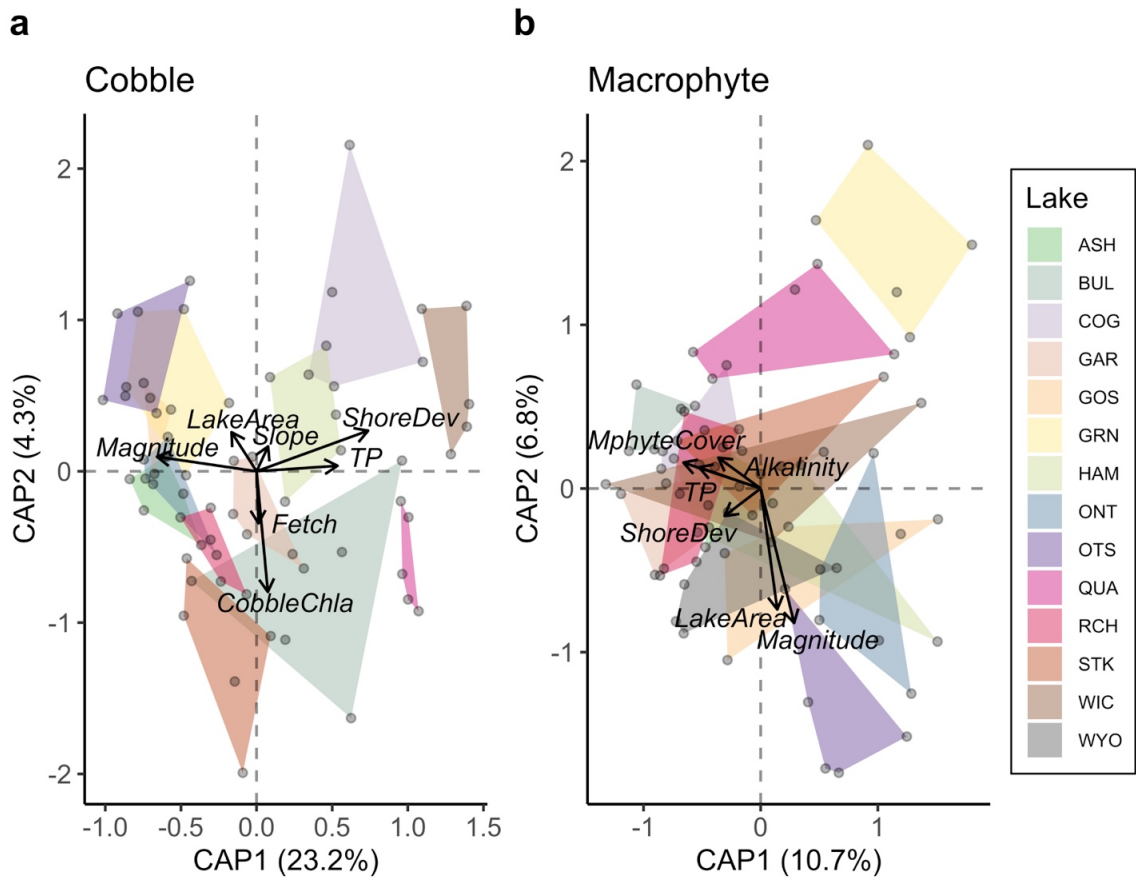 a
b
Cobble
Macrophyte
CAP2 (4.3%)
2
1
0
-1
-2
LakeArea
Slope
ShoreDev
Magnitude
TP
Fetch
CobbleChla
-1.0
-0.5
0.0
0.5
1.0
1.5
CAP1 (23.2%)
CAP2 (6.8%)
2
1
0
-1
MphyteCover
Alkalinity
TP
ShoreDev
LakeArea
Magnitude
-1
0
1
CAP1 (10.7%)
Lake
ASH
BUL
COG
GAR
GOS
GRN
HAM
ONT
OTS
QUA
RCH
STK
WIC
WYO